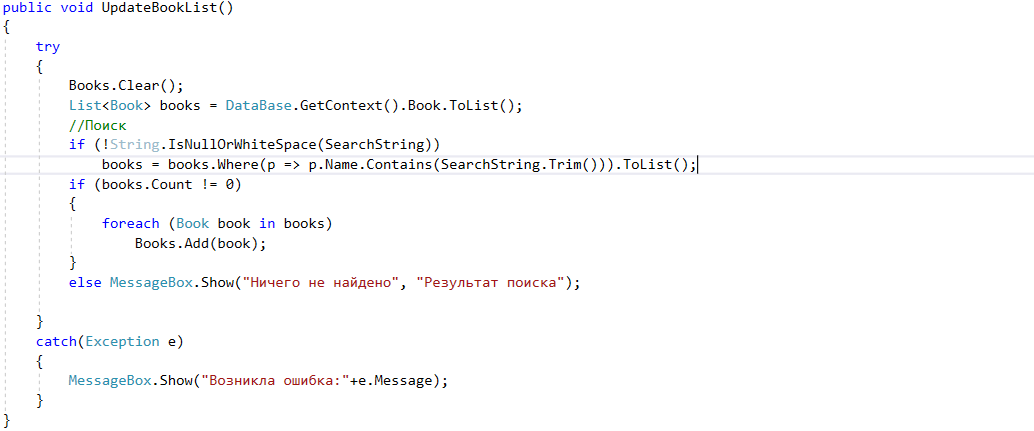 public void UpdateBookList()
{
try
{
Books.Clear();
List<Book> books = DataBase.GetContext().Book.ToList();
//Поиск
if (!String.IsNullOrWhiteSpace(SearchString))
books = books.Where(p => p.Name.Contains(SearchString.Trim())).ToList();
if (books.Count != 0)
{
foreach (Book book in books)
Books.Add(book);
}
else MessageBox.Show("Ничего не найдено", "Результат поиска");
}
catch(Exception e)
{
MessageBox.Show("Возникла ошибка:"+e.Message);
}
}